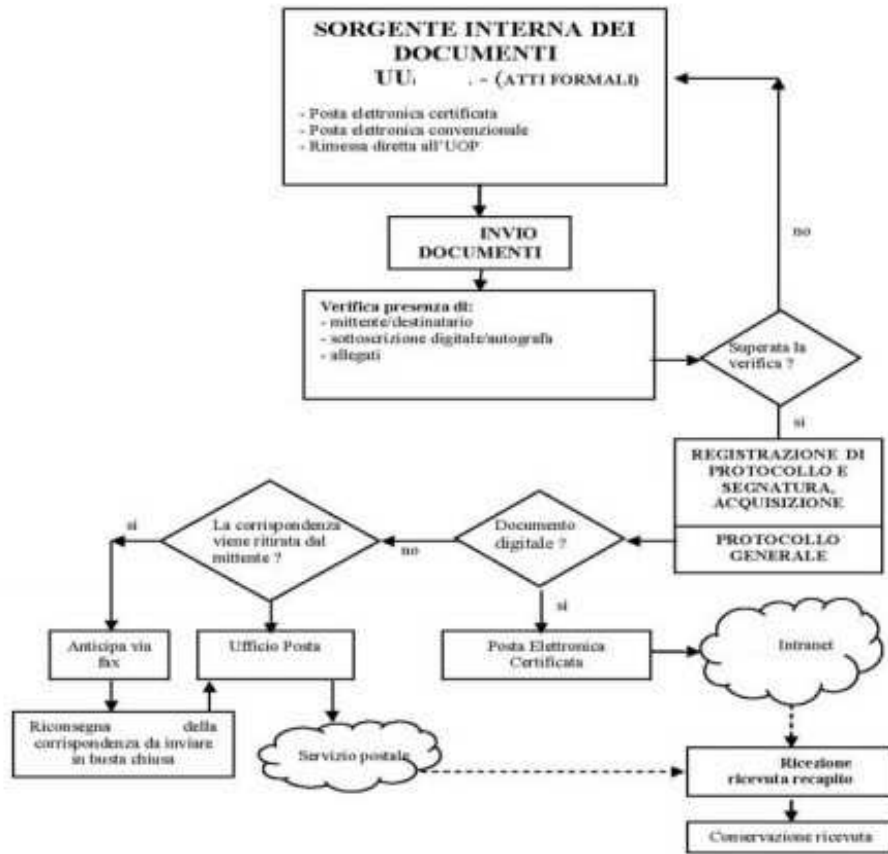 SORGENTE INTERNA DEI
DOCUMENTI
- (ATTI FORMALI)
- Posta elettronica certificata
- Posta elettronica convenzionale
- Rimessa diretta all'UOP
INVIO
DOCUMENTI
no
Verifica presenza di:
- mittente/destinatario
- sottoscrizione digitale/autografa
- allegati
Superata la
verifica ?
si
REGISTRAZIONE DI
PROTOCOLLO E
SEGNATURA,
ACQUISIZIONE
PROTOCOLLO
GENERALE
Documento
digitale ?
no
si
La corrispondenza
viene ritirata dal
mittente ?
si
Anticipa via
fax
Ufficio Posta
Posta Elettronica
Certificata
Intranet
Riconsegna della
corrispondenza da inviare
in busta chiusa
Servizio postale
Ricezione
ricevuta recapito
Conservazione ricevuta